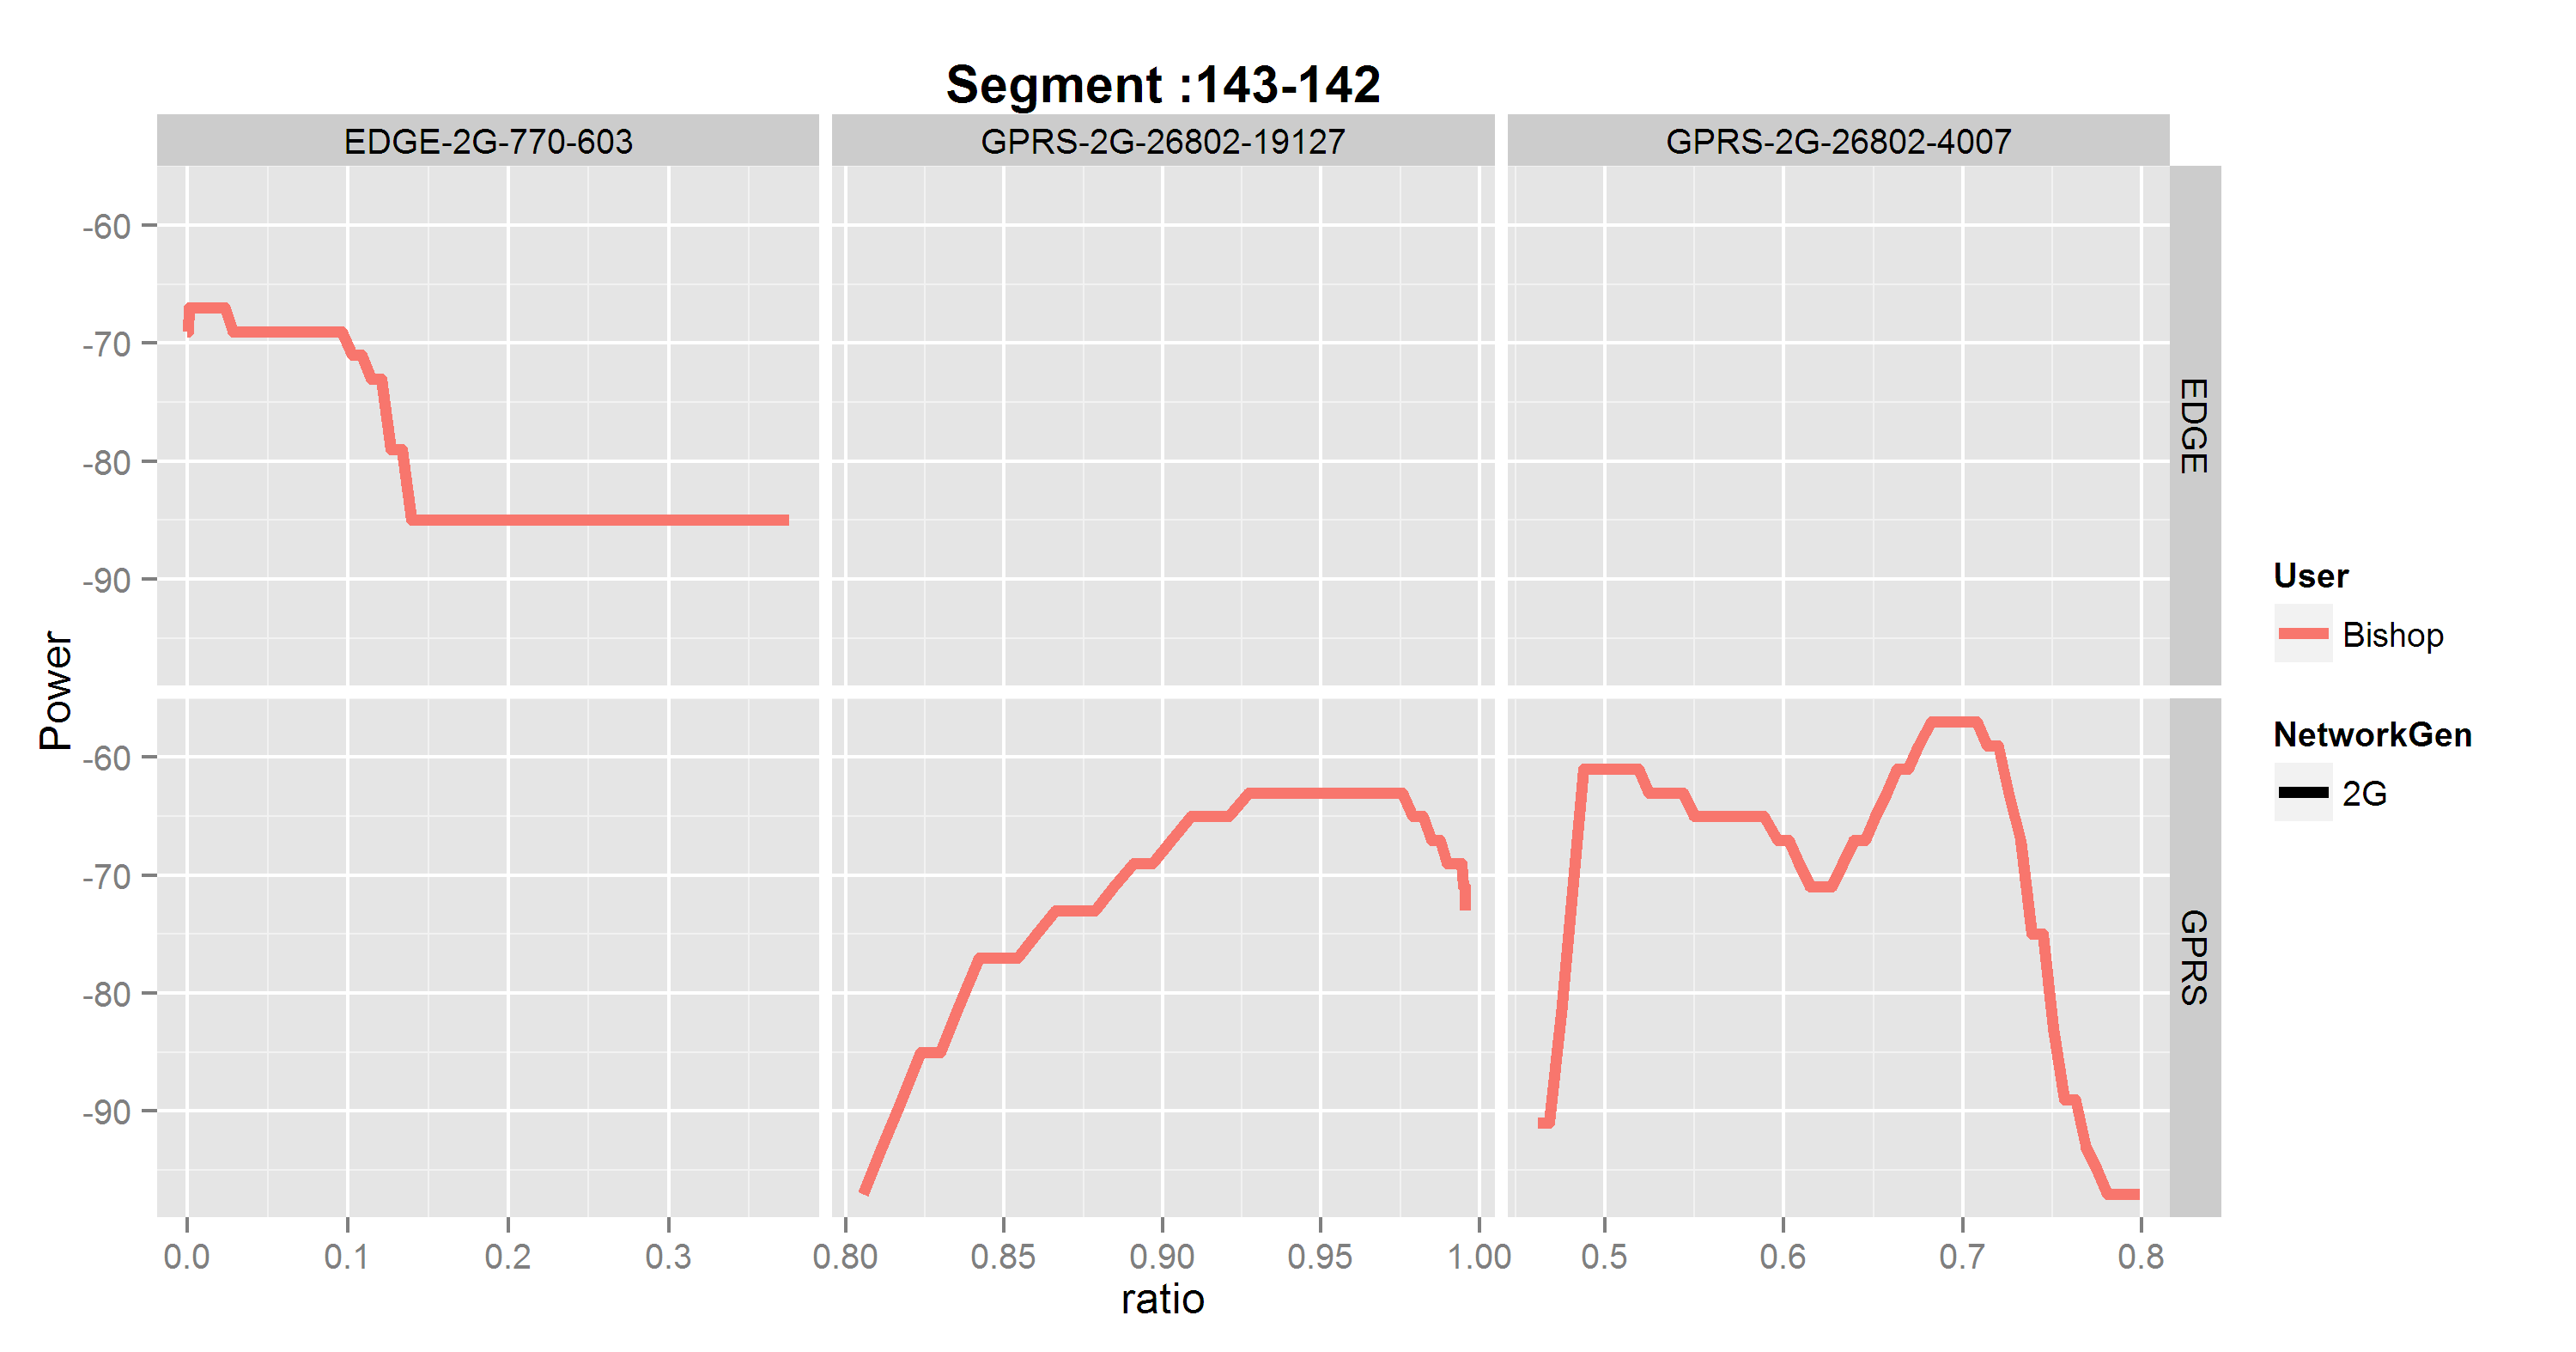 Segment :143-142
EDGE-2G-770-603 GPRS-2G-26802-19127 GPRS-2G-26802-4007
-60
-70
-80
-90
EDGE
-60
-70
-80
-90
GPRS
Power
0.0 0.1 0.2 0.3 0.80 0.85 0.90 0.95 1.00 0.5 0.6 0.7 0.8
ratio
User
Bishop
NetworkGen
2G